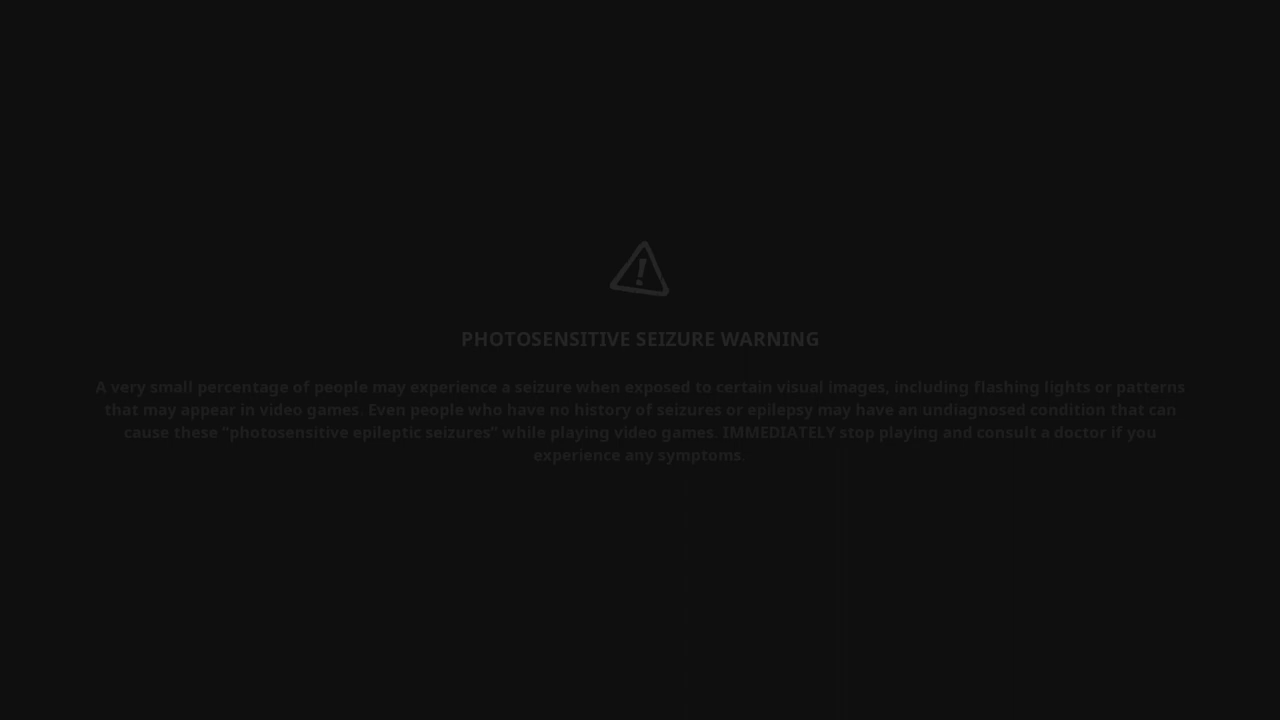 PHOTOSENSITIVE SEIZURE WARNING
A very small percentage of people may experience a seizure when exposed to certain visual images, including flashing lights or patterns
that may appear in video games. Even people who have no history of seizures or epilepsy may have an undiagnosed condition that can
cause these "photosensitive epileptic seizures" while playing video games. IMMEDIATELY stop playing and consult a doctor if you
experience any symptoms.